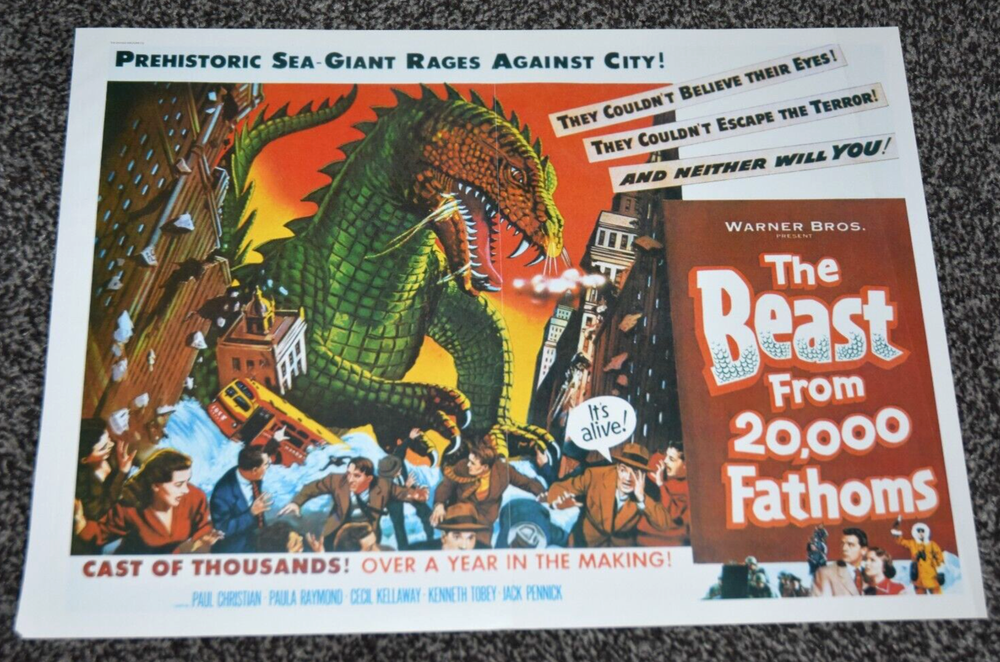 PREHISTORIC SEA-GIANT RAGES AGAINST CITY!
THEY COULDN'T BELIEVE THEIR EYES!
THEY COULDN'T ESCAPE THE TERROR!
AND NEITHER WILL YOU!
WARNER BROS.
PRESENT
The
Beast
From
20,000
Fathoms
It's
alive!
CAST OF THOUSANDS! OVER A YEAR IN THE MAKING!
PAUL CHRISTIAN · PAULA RAYMOND · CECIL KELLAWAY · KENNETH TOBEY · JACK PENNICK